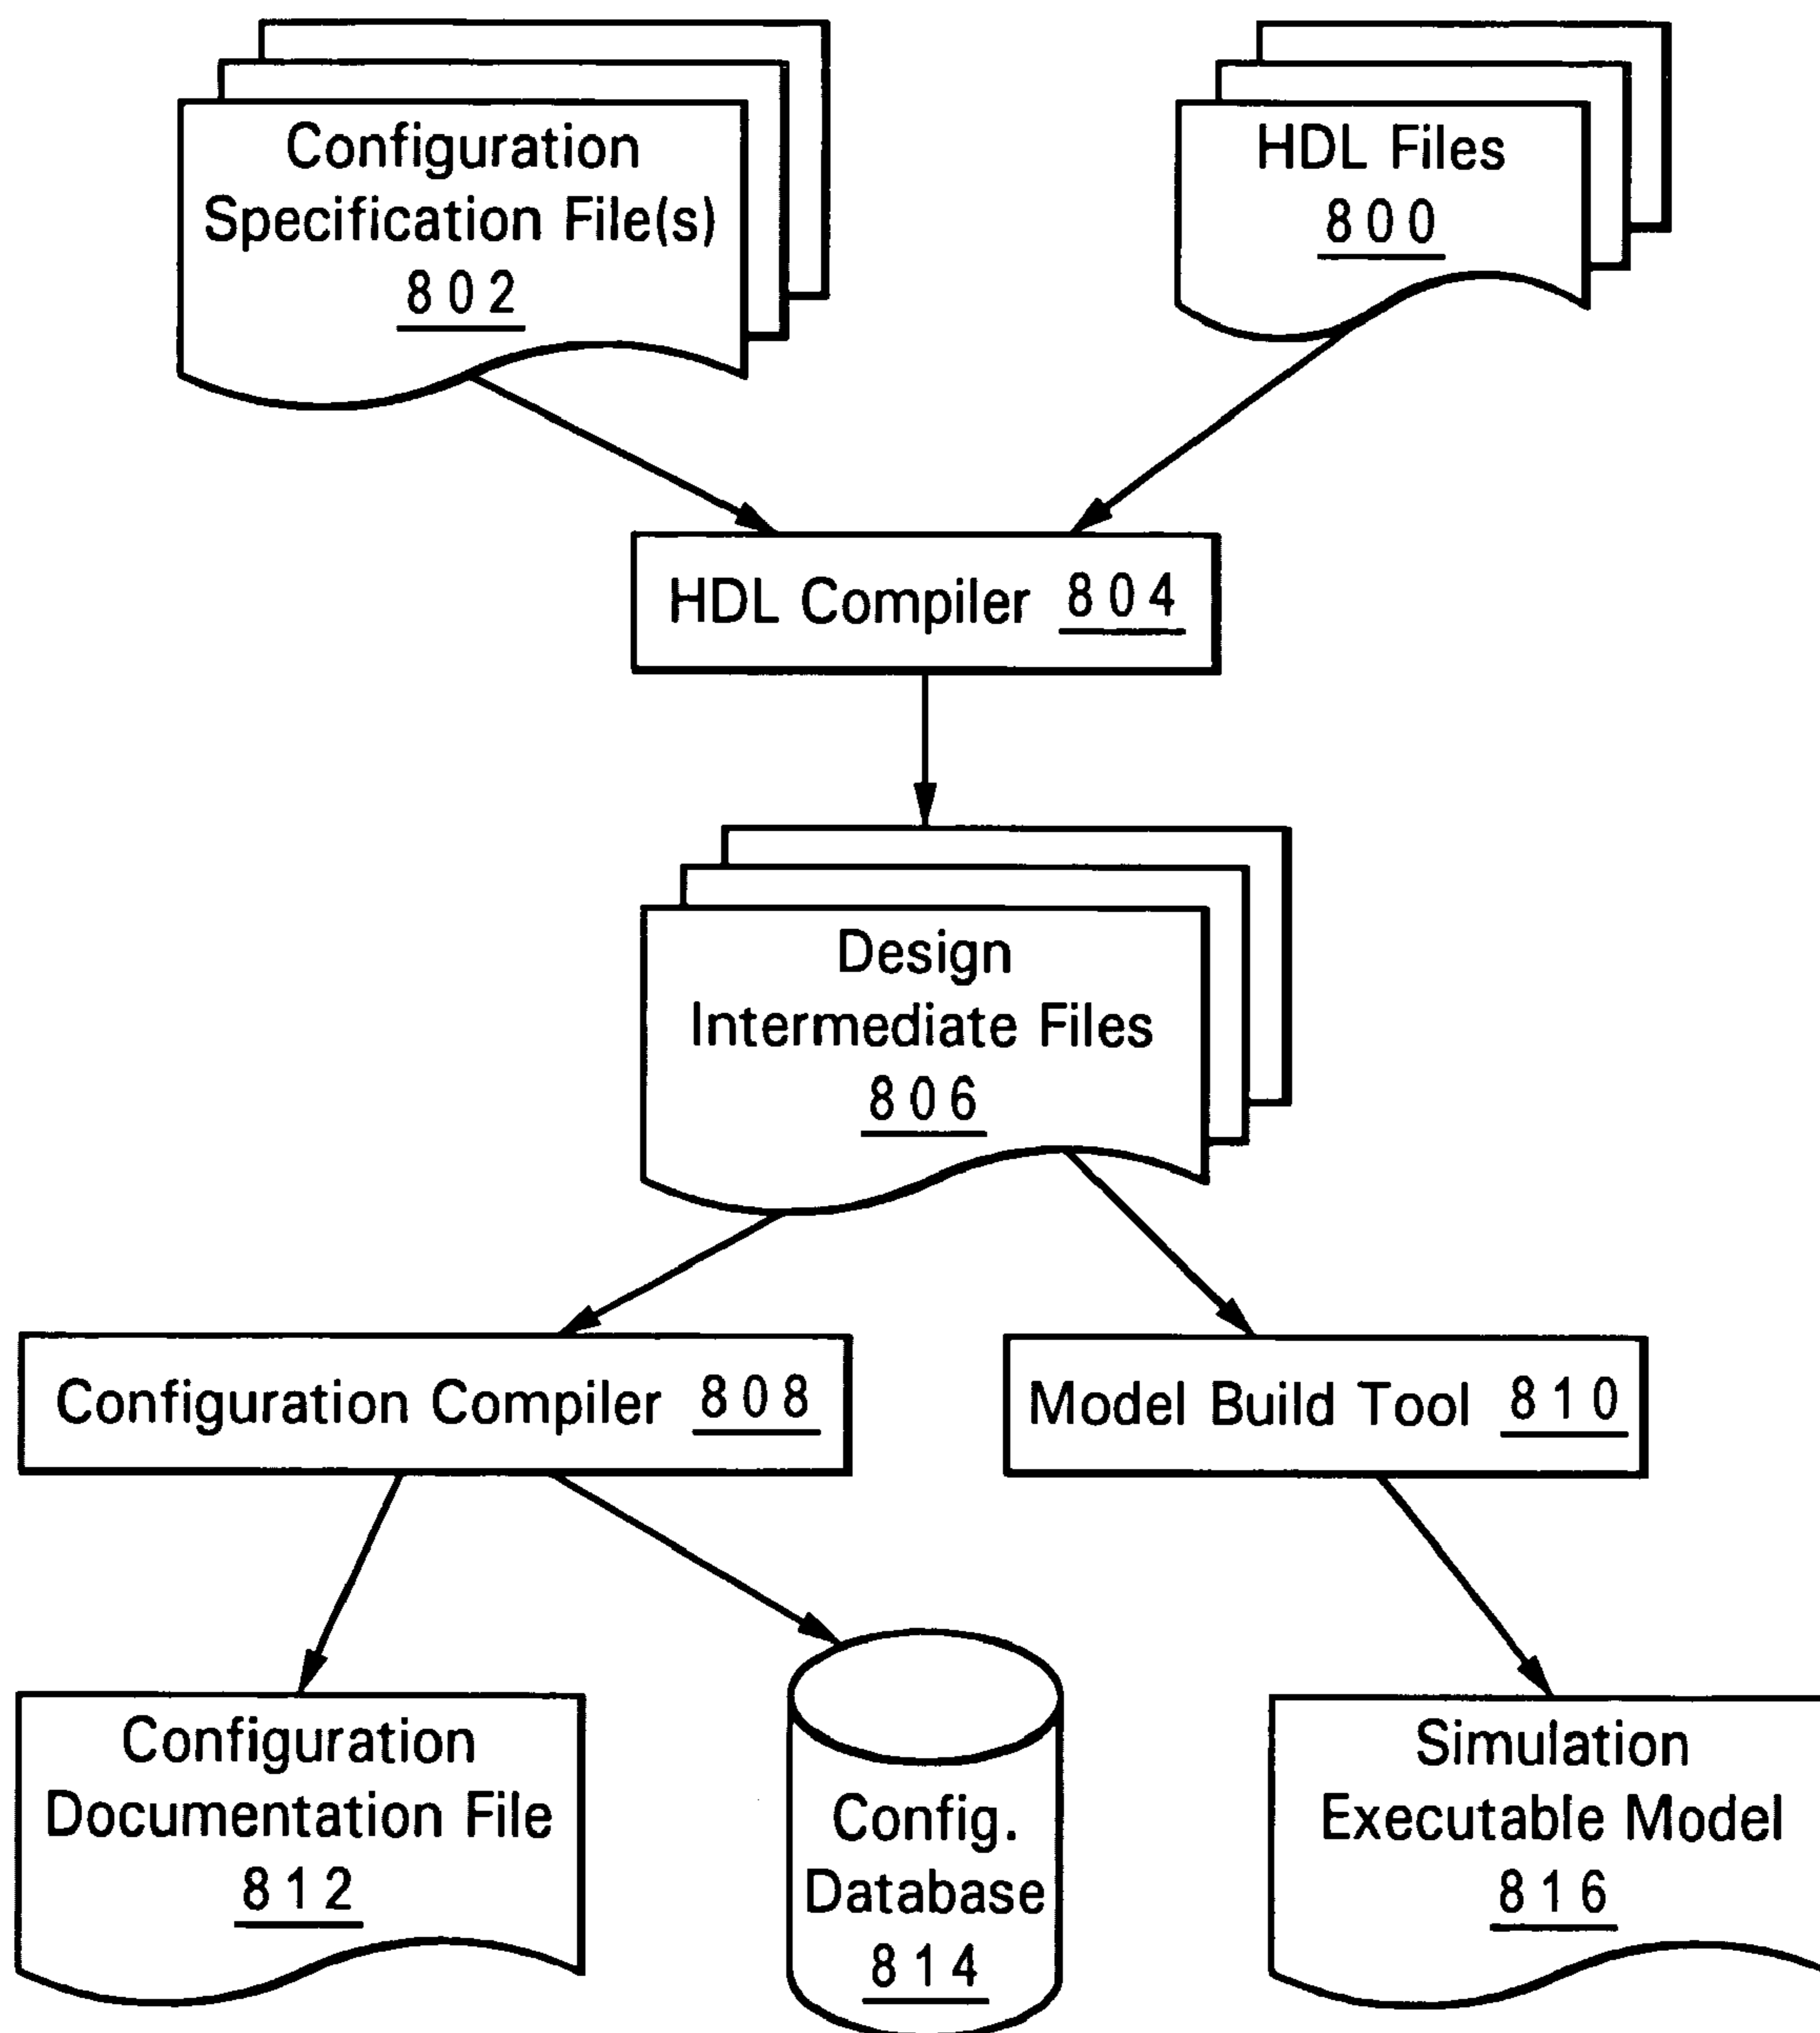 Configuration
Specification File(s)
802
HDL Files
800
HDL Compiler 804
Design
Intermediate Files
806
Configuration Compiler 808
Model Build Tool 810
Configuration
Documentation File
812
Config.
Database
814
Simulation
Executable Model
816